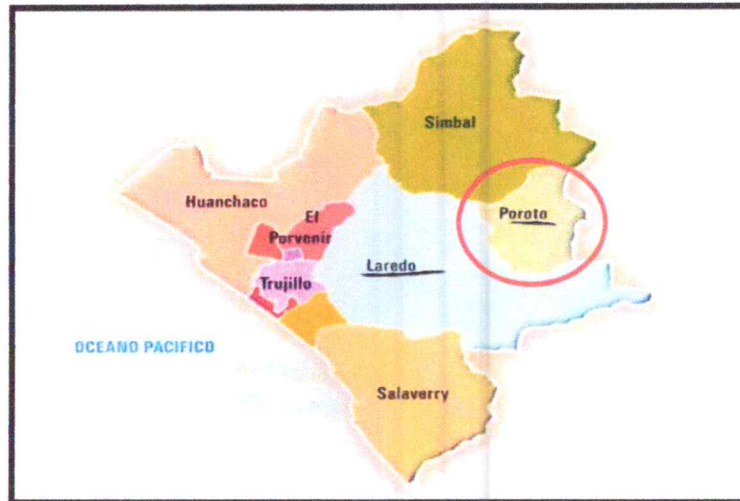 Simbal
Huanchaco
El
Porvenir
Poroto
Laredo
Trujillo
OCEANO PACIFICO
Salaverry